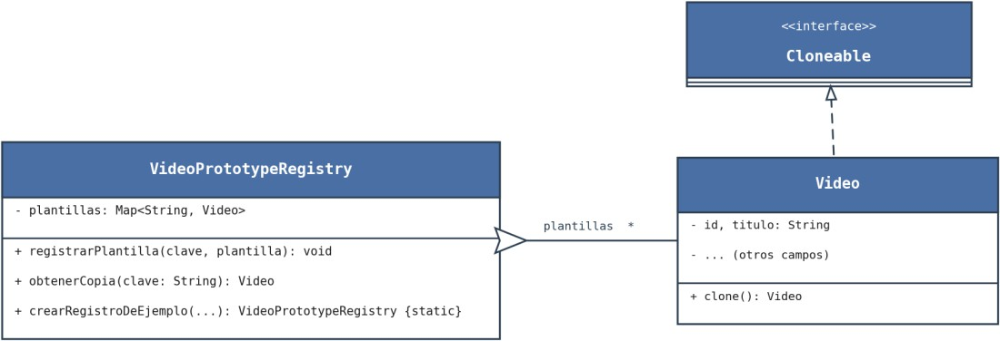 <<interface>>
Cloneable
VideoPrototypeRegistry
- plantillas: Map<String, Video>
+ registrarPlantilla(clave, plantilla): void
+ obtenerCopia(clave: String): Video
+ crearRegistroDeEjemplo(...): VideoPrototypeRegistry {static}
plantillas *
Video
- id, titulo: String
- ... (otros campos)
+ clone(): Video